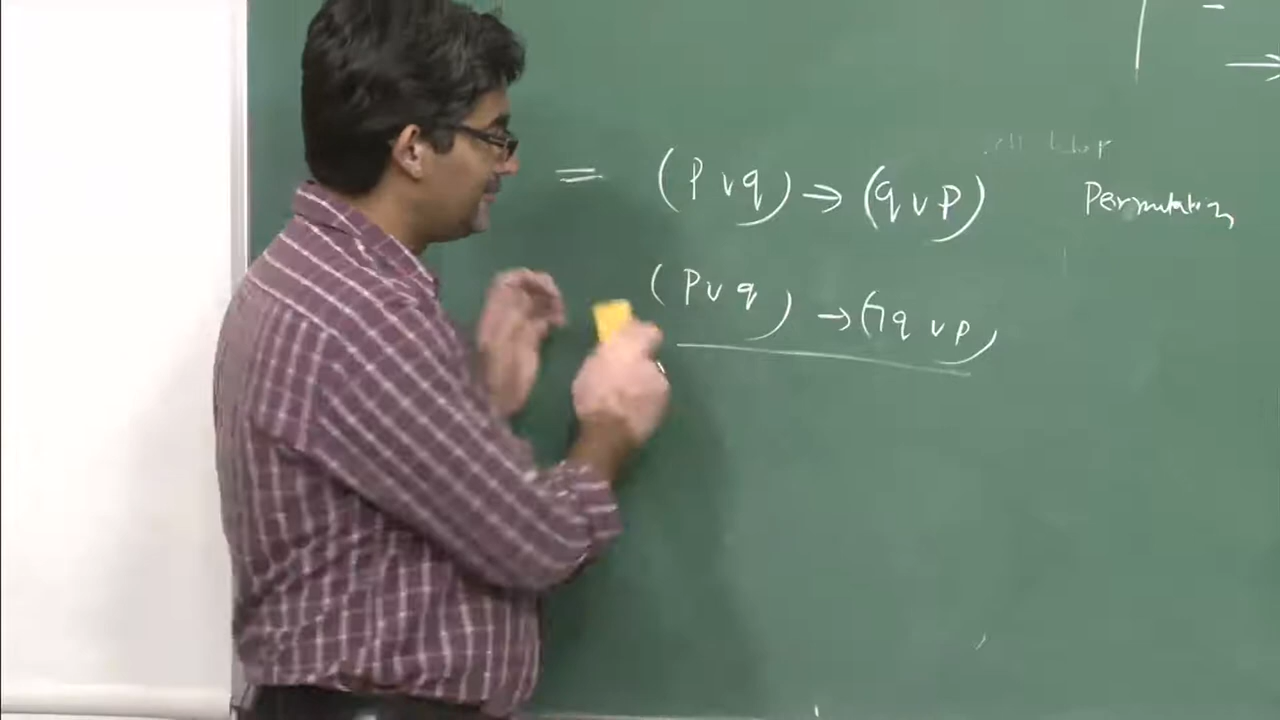 = (P ∨ q) → (q ∨ p) Permutation
(P ∨ q) → (¬q ∨ p)